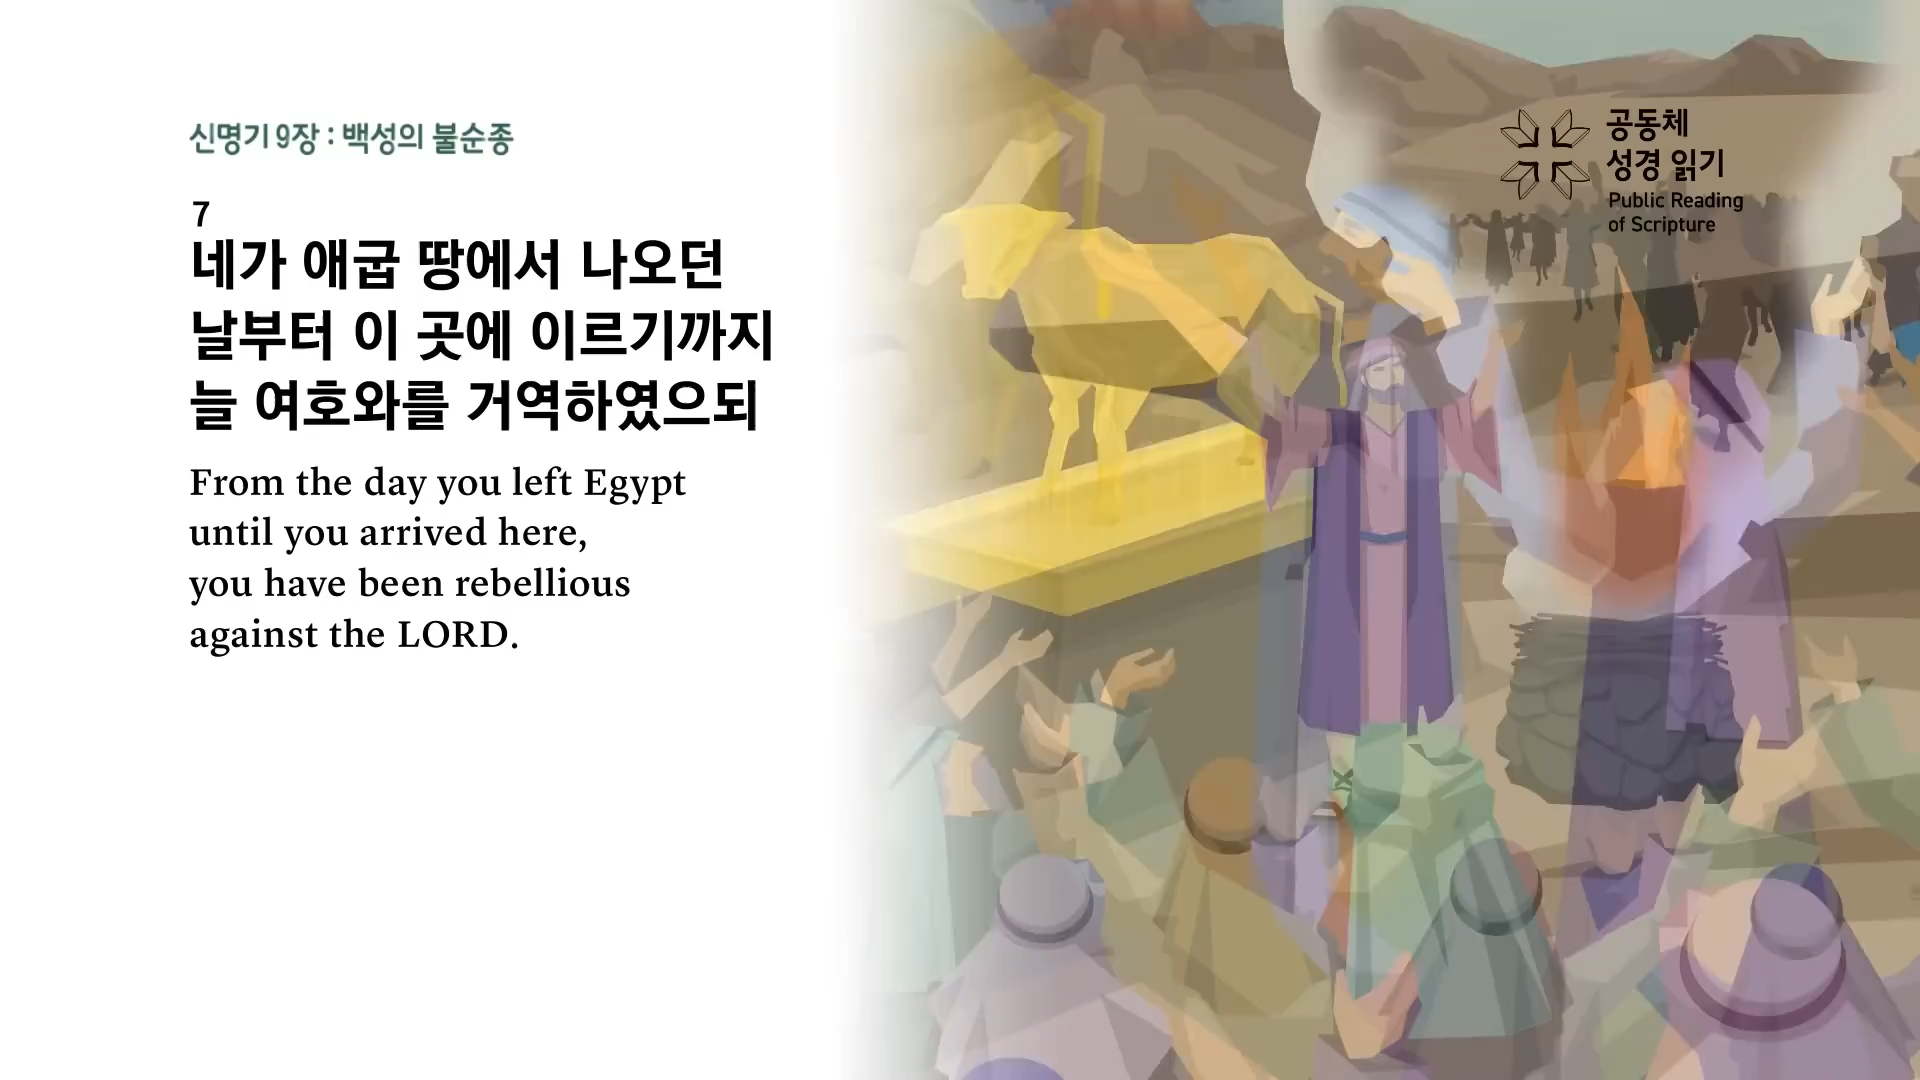 신명기 9장 : 백성의 불순종
7
네가 애굽 땅에서 나오던
날부터 이 곳에 이르기까지
늘 여호와를 거역하였으되
From the day you left Egypt
until you arrived here,
you have been rebellious
against the LORD.
공동체
성경 읽기
Public Reading
of Scripture